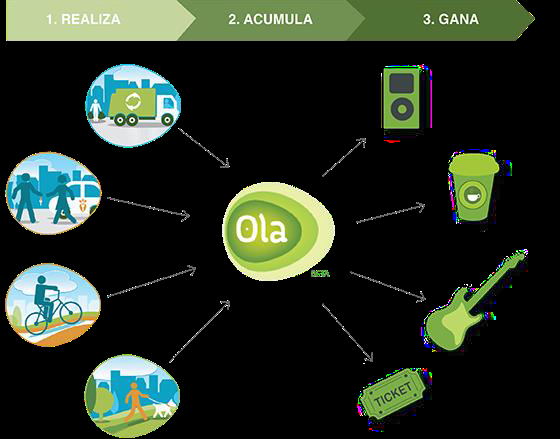 1. REALIZA
2. ACUMULA
3. GANA
Ola
BETA
TICKET